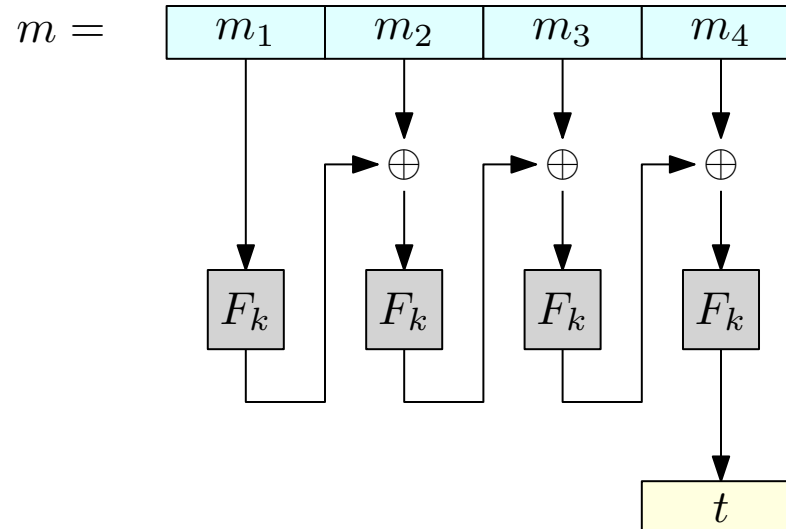 m = m₁ m₂ m₃ m₄
⊕ ⊕ ⊕
Fₖ Fₖ Fₖ Fₖ
t